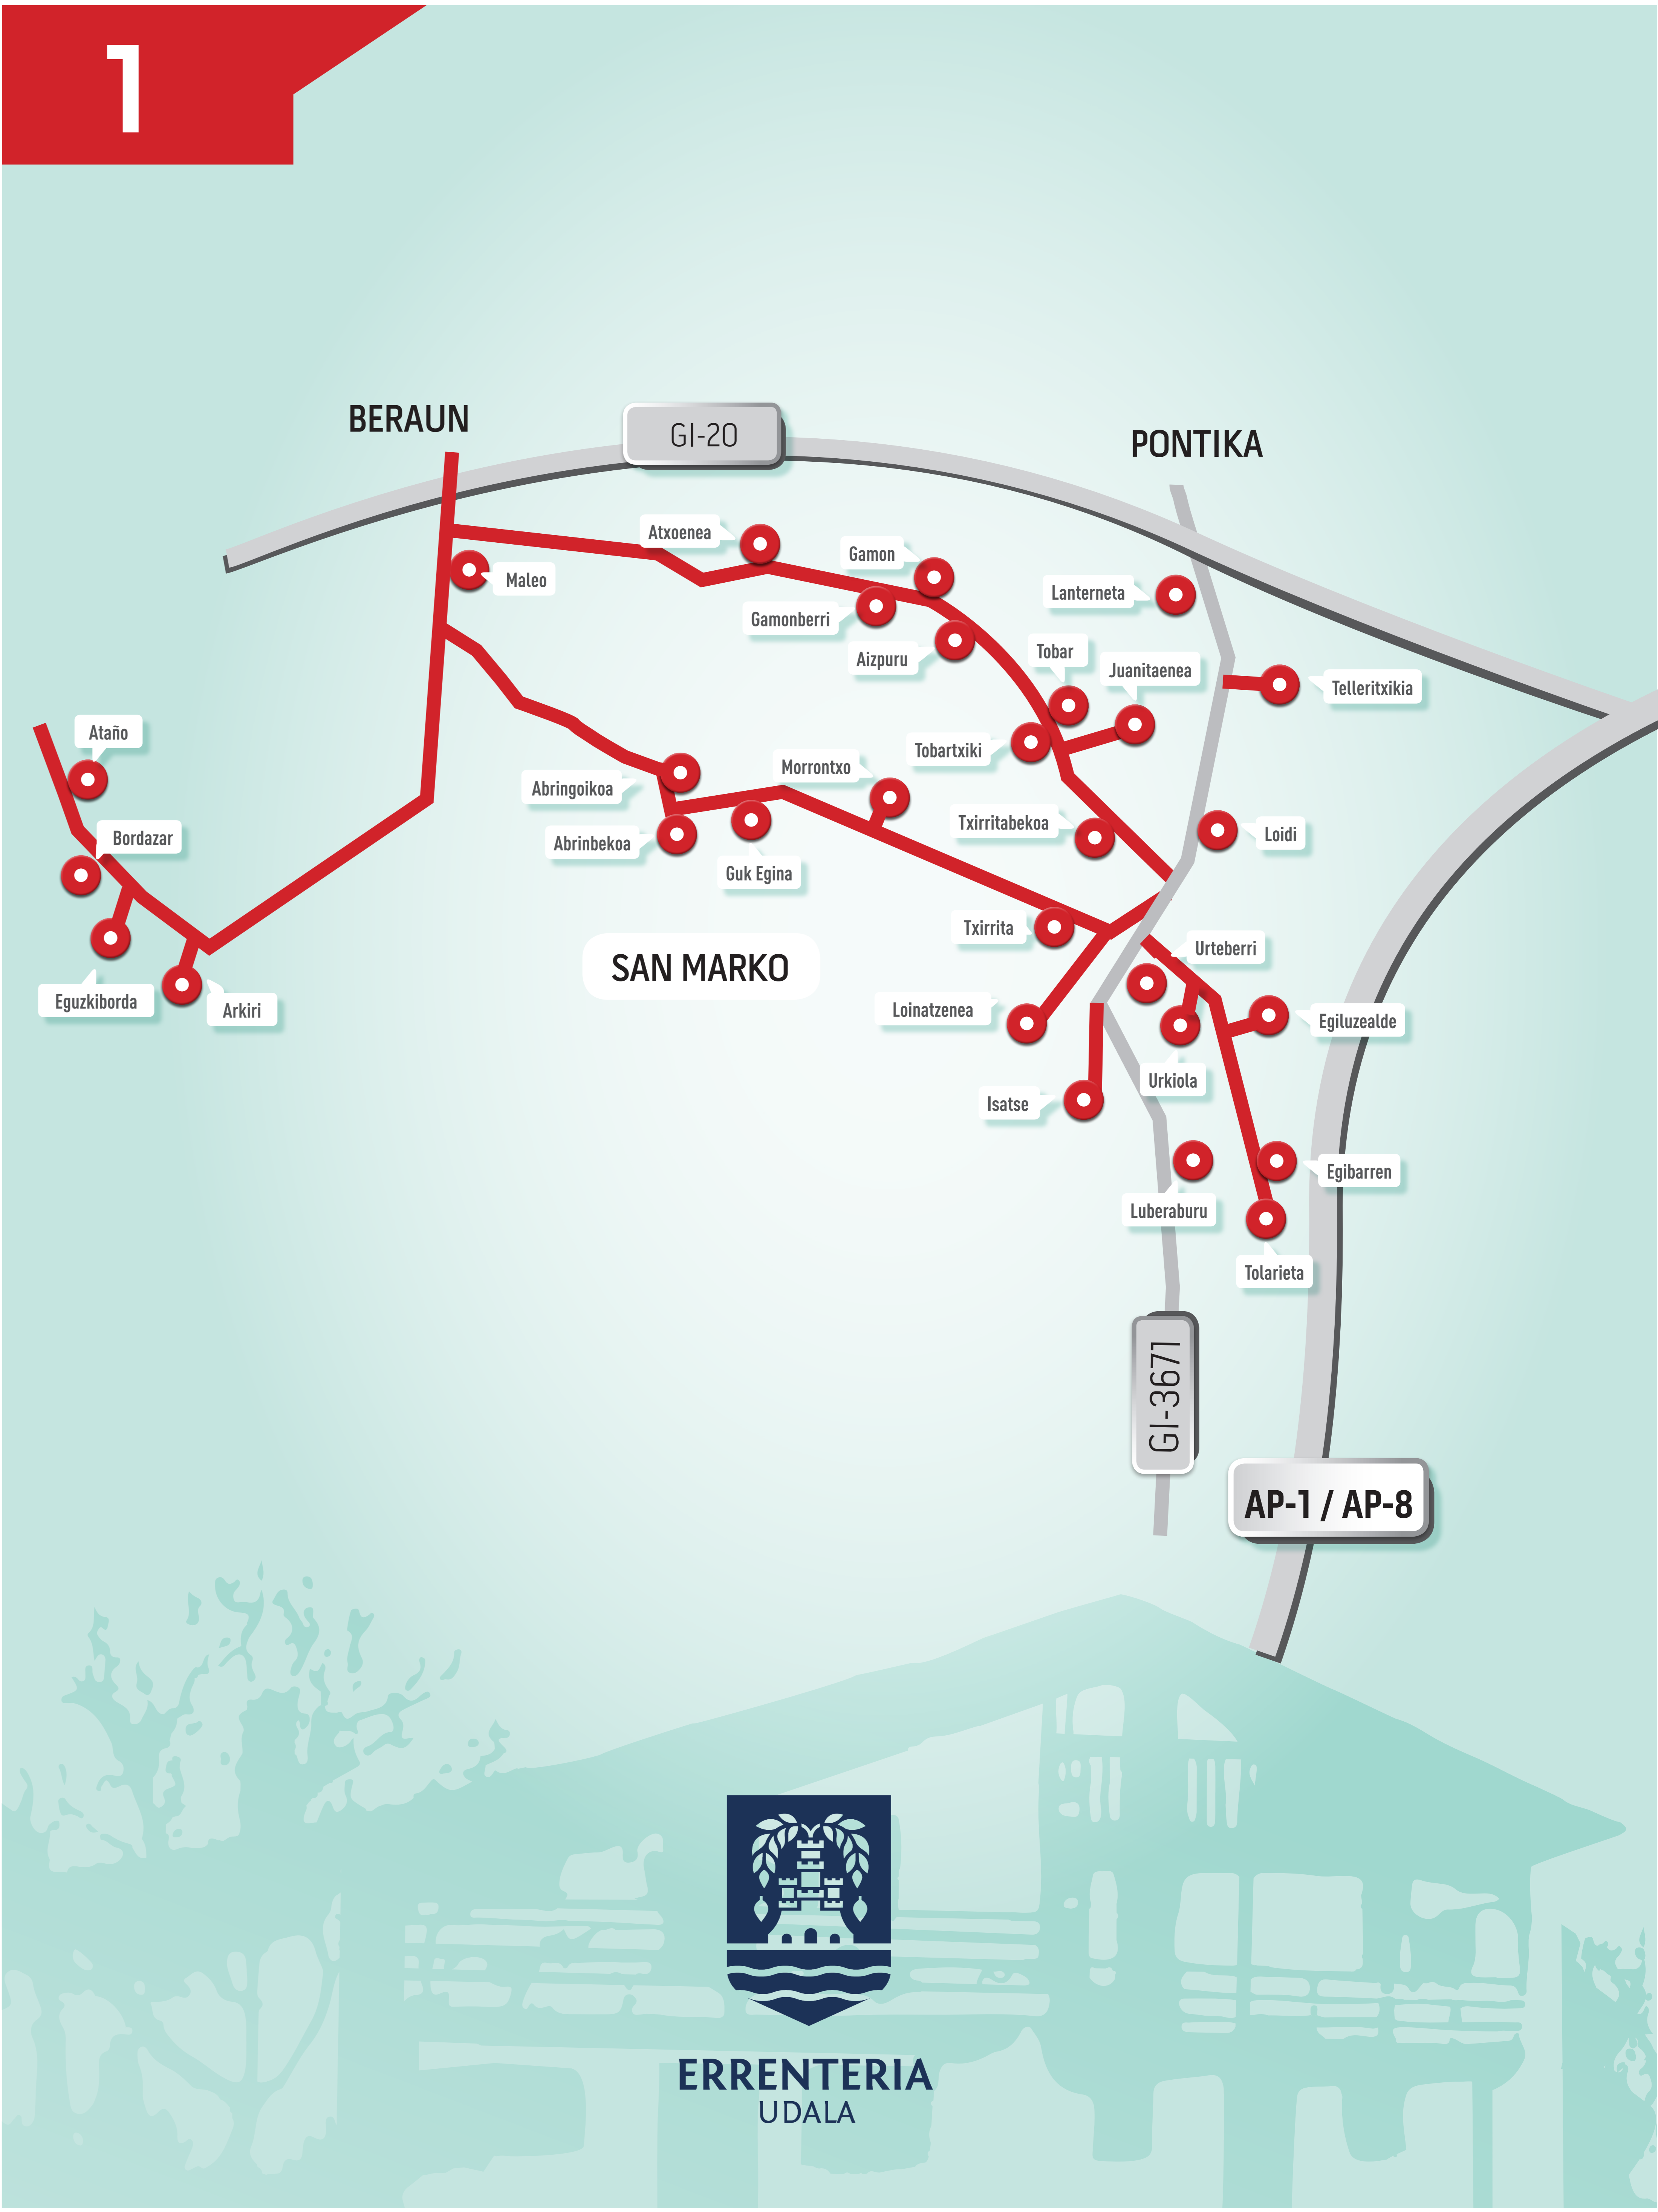 1
BERAUN
GI-20
PONTIKA
Atxoenea
Gamon
Maleo
Lanterneta
Gamonberri
Aizpuru
Tobar
Juanitaenea
Telleritxikia
Ataño
Tobartxiki
Morrontxo
Abringoikoa
Txirritabekoa
Bordazar
Loidi
Abrinbekoa
Guk Egina
Txirrita
Urteberri
SAN MARKO
Eguzkiborda
Arkiri
Loinatzenea
Egiluzealde
Urkiola
Isatse
Egibarren
Luberaburu
Tolarieta
GI-3671
AP-1 / AP-8
ERRENTERIA
UDALA